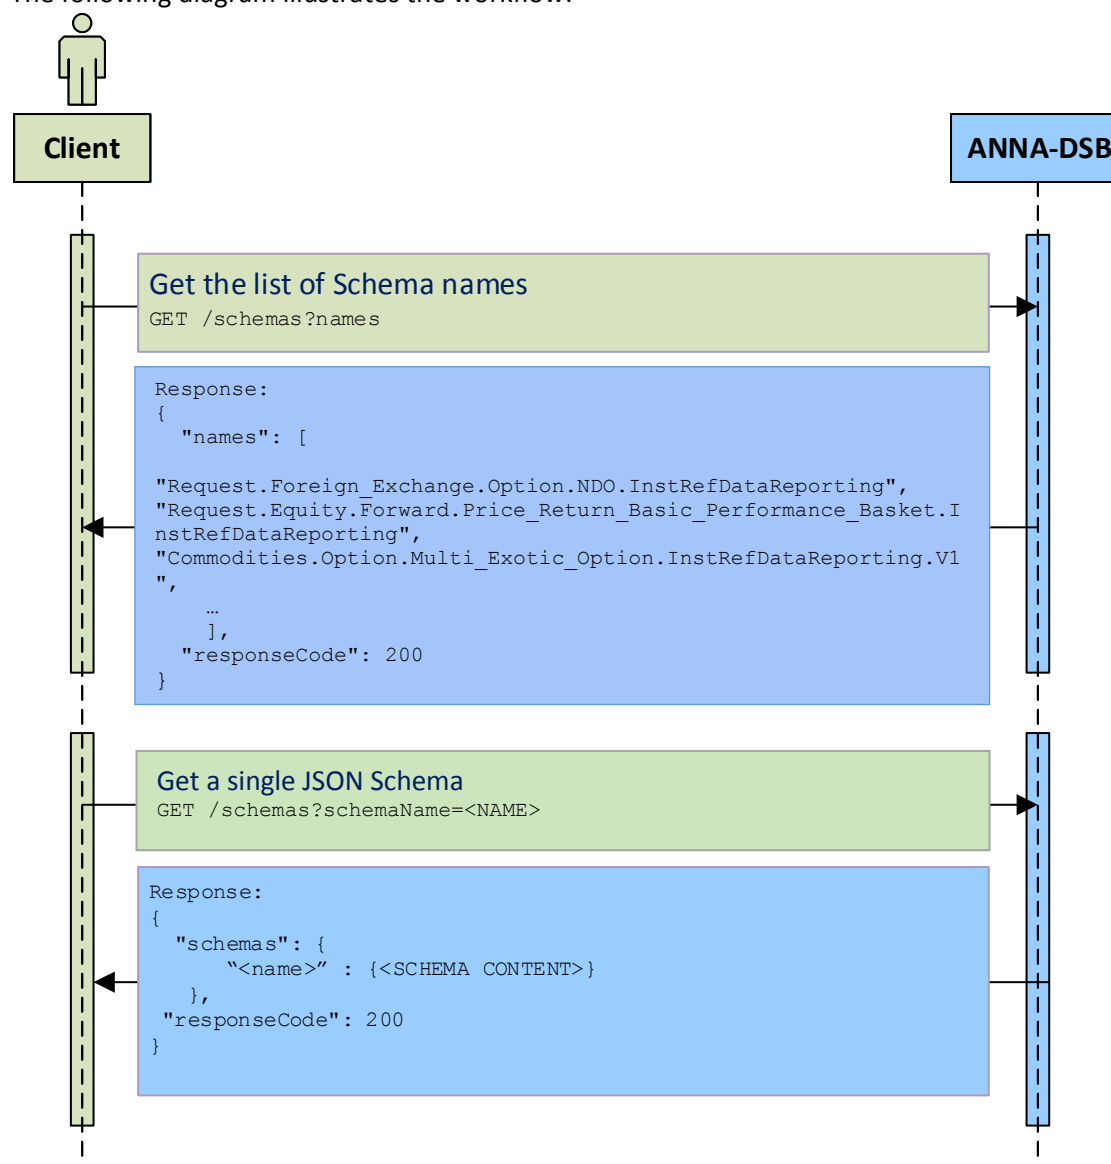 The following diagram illustrates the workflow:
Client
ANNA-DSB
Get the list of Schema names
GET /schemas?names
Response:
{
"names": [
"Request.Foreign_Exchange.Option.NDO.InstRefDataReporting",
"Request.Equity.Forward.Price_Return_Basic_Performance_Basket.I
nstRefDataReporting",
"Commodities.Option.Multi_Exotic_Option.InstRefDataReporting.V1
",
…
],
"responseCode": 200
}
Get a single JSON Schema
GET /schemas?schemaName=<NAME>
Response:
{
"schemas": {
“<name>” : {<SCHEMA CONTENT>}
},
"responseCode": 200
}